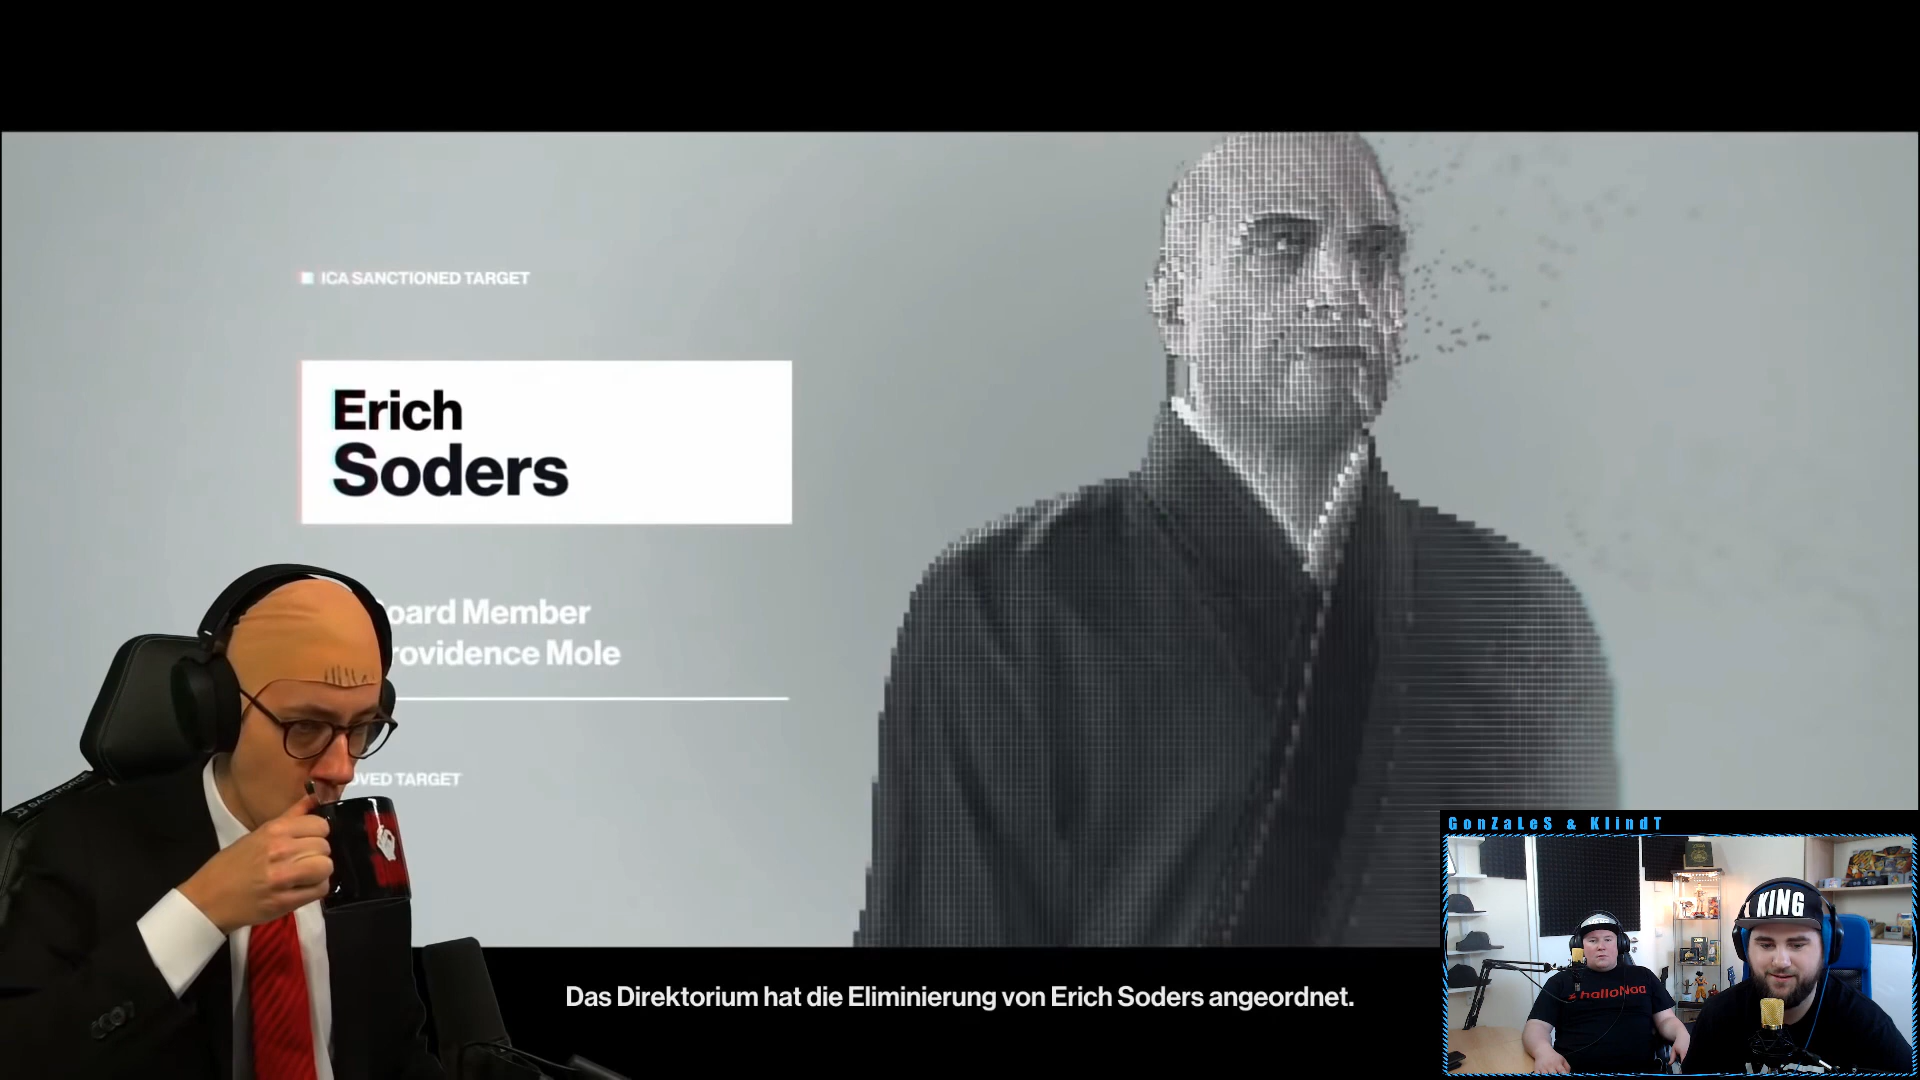 ICA SANCTIONED TARGET
Erich
Soders
oard Member
rovidence Mole
OVED TARGET
GonZaLeS & KlindT
KING
#halloNoa
Das Direktorium hat die Eliminierung von Erich Soders angeordnet.